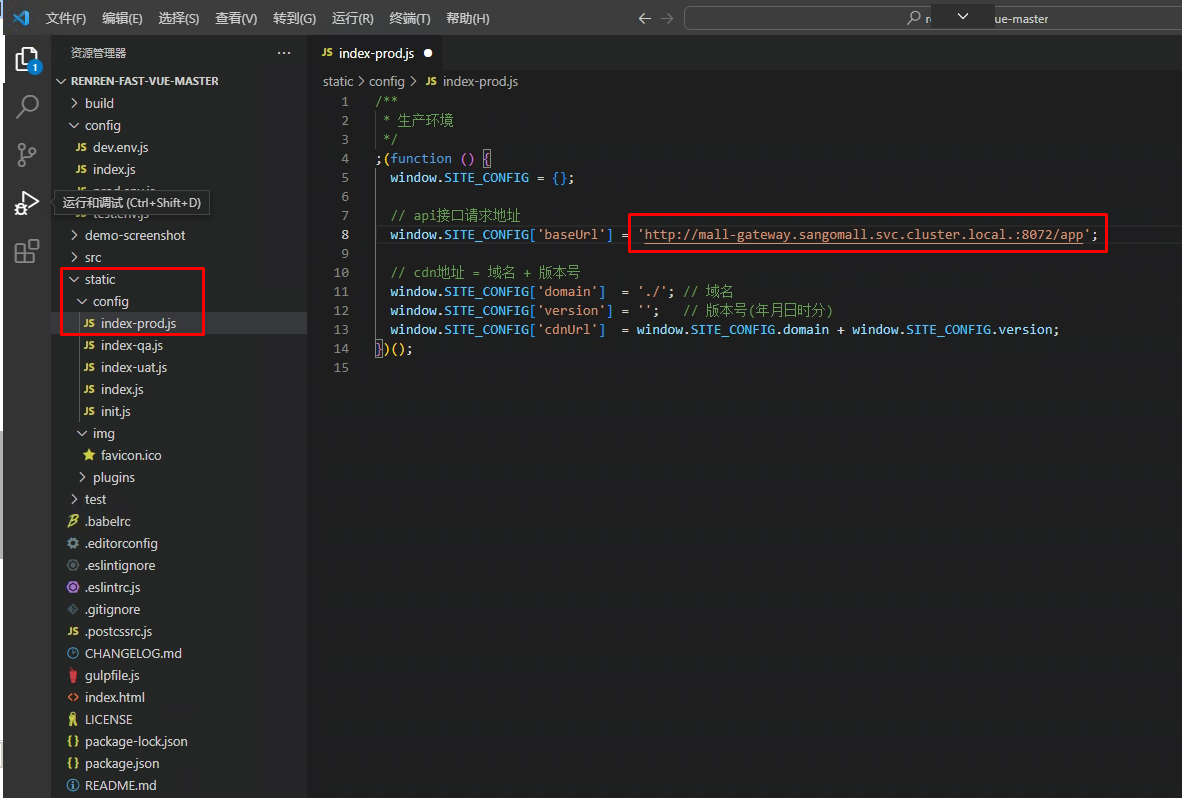 文件(F) 编辑(E) 选择(S) 查看(V) 转到(G) 运行(R) 终端(T) 帮助(H)
ue-master
资源管理器
RENREN-FAST-VUE-MASTER
build
config
JS dev.env.js
JS index.js
运行和调试 (Ctrl+Shift+D)
demo-screenshot
src
static
config
JS index-prod.js
JS index-qa.js
JS index-uat.js
JS index.js
JS init.js
img
favicon.ico
plugins
test
.babelrc
.editorconfig
.eslintignore
.eslintrc.js
.gitignore
JS .postcssrc.js
CHANGELOG.md
gulpfile.js
index.html
LICENSE
{} package-lock.json
{} package.json
README.md
1
JS index-prod.js
static > config > JS index-prod.js
1 /**
2  * 生产环境
3  */
4 ;(function () {
5   window.SITE_CONFIG = {};
6
7   // api接口请求地址
8   window.SITE_CONFIG['baseUrl'] = 'http://mall-gateway.sangomall.svc.cluster.local.:8072/app';
9
10   // cdn地址 = 域名 + 版本号
11   window.SITE_CONFIG['domain']  = './'; // 域名
12   window.SITE_CONFIG['version'] = '';   // 版本号(年月日时分)
13   window.SITE_CONFIG['cdnUrl']  = window.SITE_CONFIG.domain + window.SITE_CONFIG.version;
14 })();
15